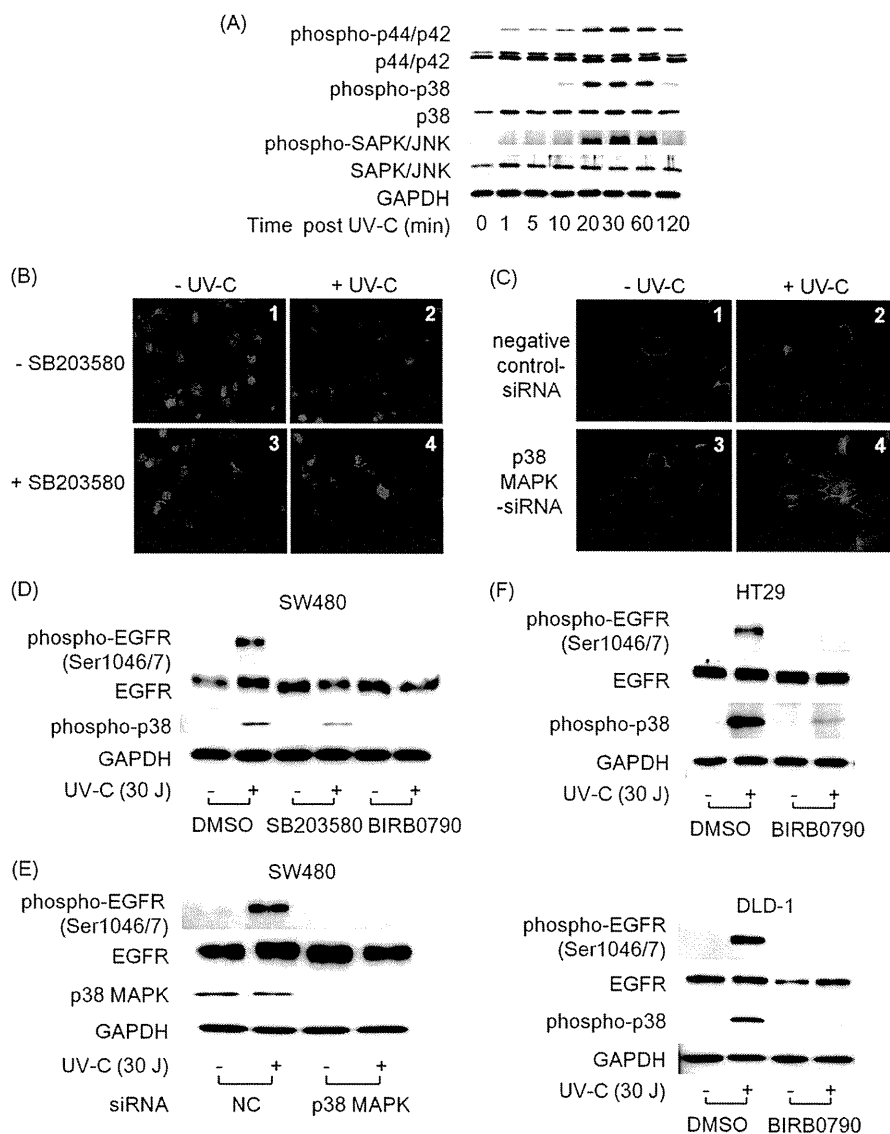 (A)
phospho-p44/p42
p44/p42
phospho-p38
p38
phospho-SAPK/JNK
SAPK/JNK
GAPDH
Time post UV-C (min) 0 1 5 10 20 30 60 120
(B)
- UV-C + UV-C
- SB203580
1 2
+ SB203580
3 4
(C)
- UV-C + UV-C
negative
control-
siRNA
1 2
p38
MAPK
-siRNA
3 4
(D)
SW480
phospho-EGFR
(Ser1046/7)
EGFR
phospho-p38
GAPDH
UV-C (30 J) - + - + - +
DMSO SB203580 BIRB0790
(E)
SW480
phospho-EGFR
(Ser1046/7)
EGFR
p38 MAPK
GAPDH
UV-C (30 J) - + - +
siRNA NC p38 MAPK
(F)
HT29
phospho-EGFR
(Ser1046/7)
EGFR
phospho-p38
GAPDH
UV-C (30 J) - + - +
DMSO BIRB0790
DLD-1
phospho-EGFR
(Ser1046/7)
EGFR
phospho-p38
GAPDH
UV-C (30 J) - + - +
DMSO BIRB0790